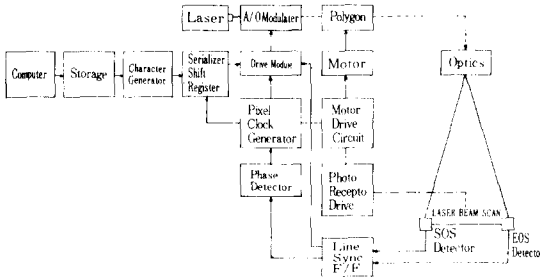 Laser
A/O Modulater
Polygon
Computer
Storage
Character
Generator
Serializer
Shift
Register
Drive Module
Motor
Optics
Pixel
Clock
Generator
Motor
Drive
Circuit
Phase
Detector
Photo
Recepto
Drive
LASER BEAM SCAN
SOS
Detector
EOS
Detecto
Line
Sync
F/F